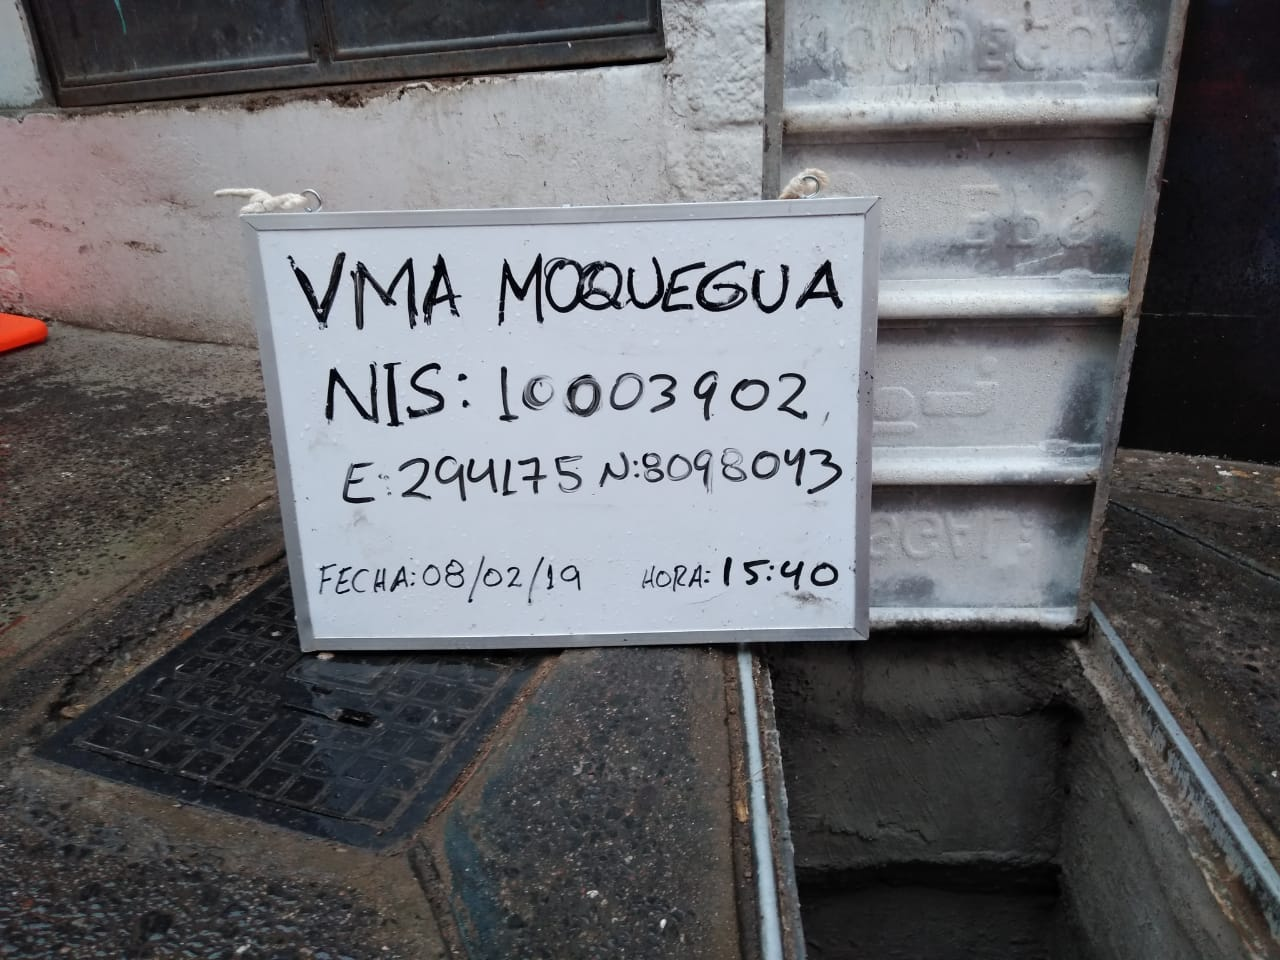 VMA MOQUEGUA
NIS: 10003902
E: 294175 N: 8098043
FECHA: 08/02/19 HORA: 15:40